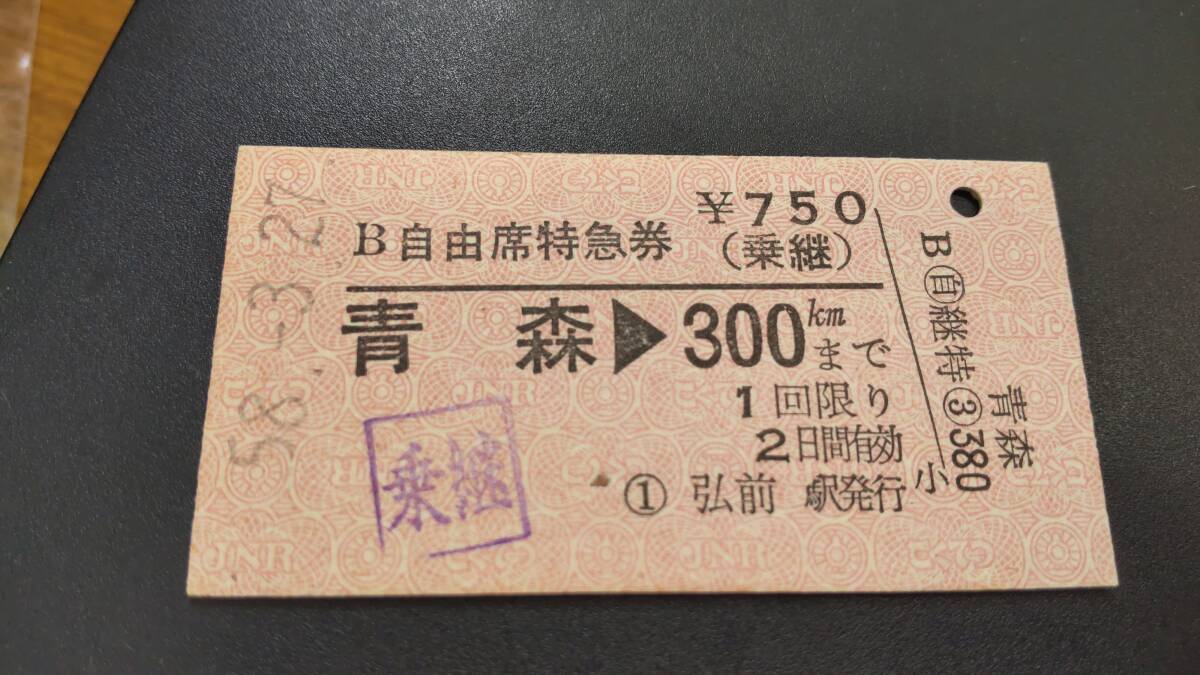 58.-3.27
B自由席特急券
¥750
(乗継)
青森▶300kmまで
1回限り
2日間有効
① 弘前 駅発行
乗継
B㊀継特③380
青森
小